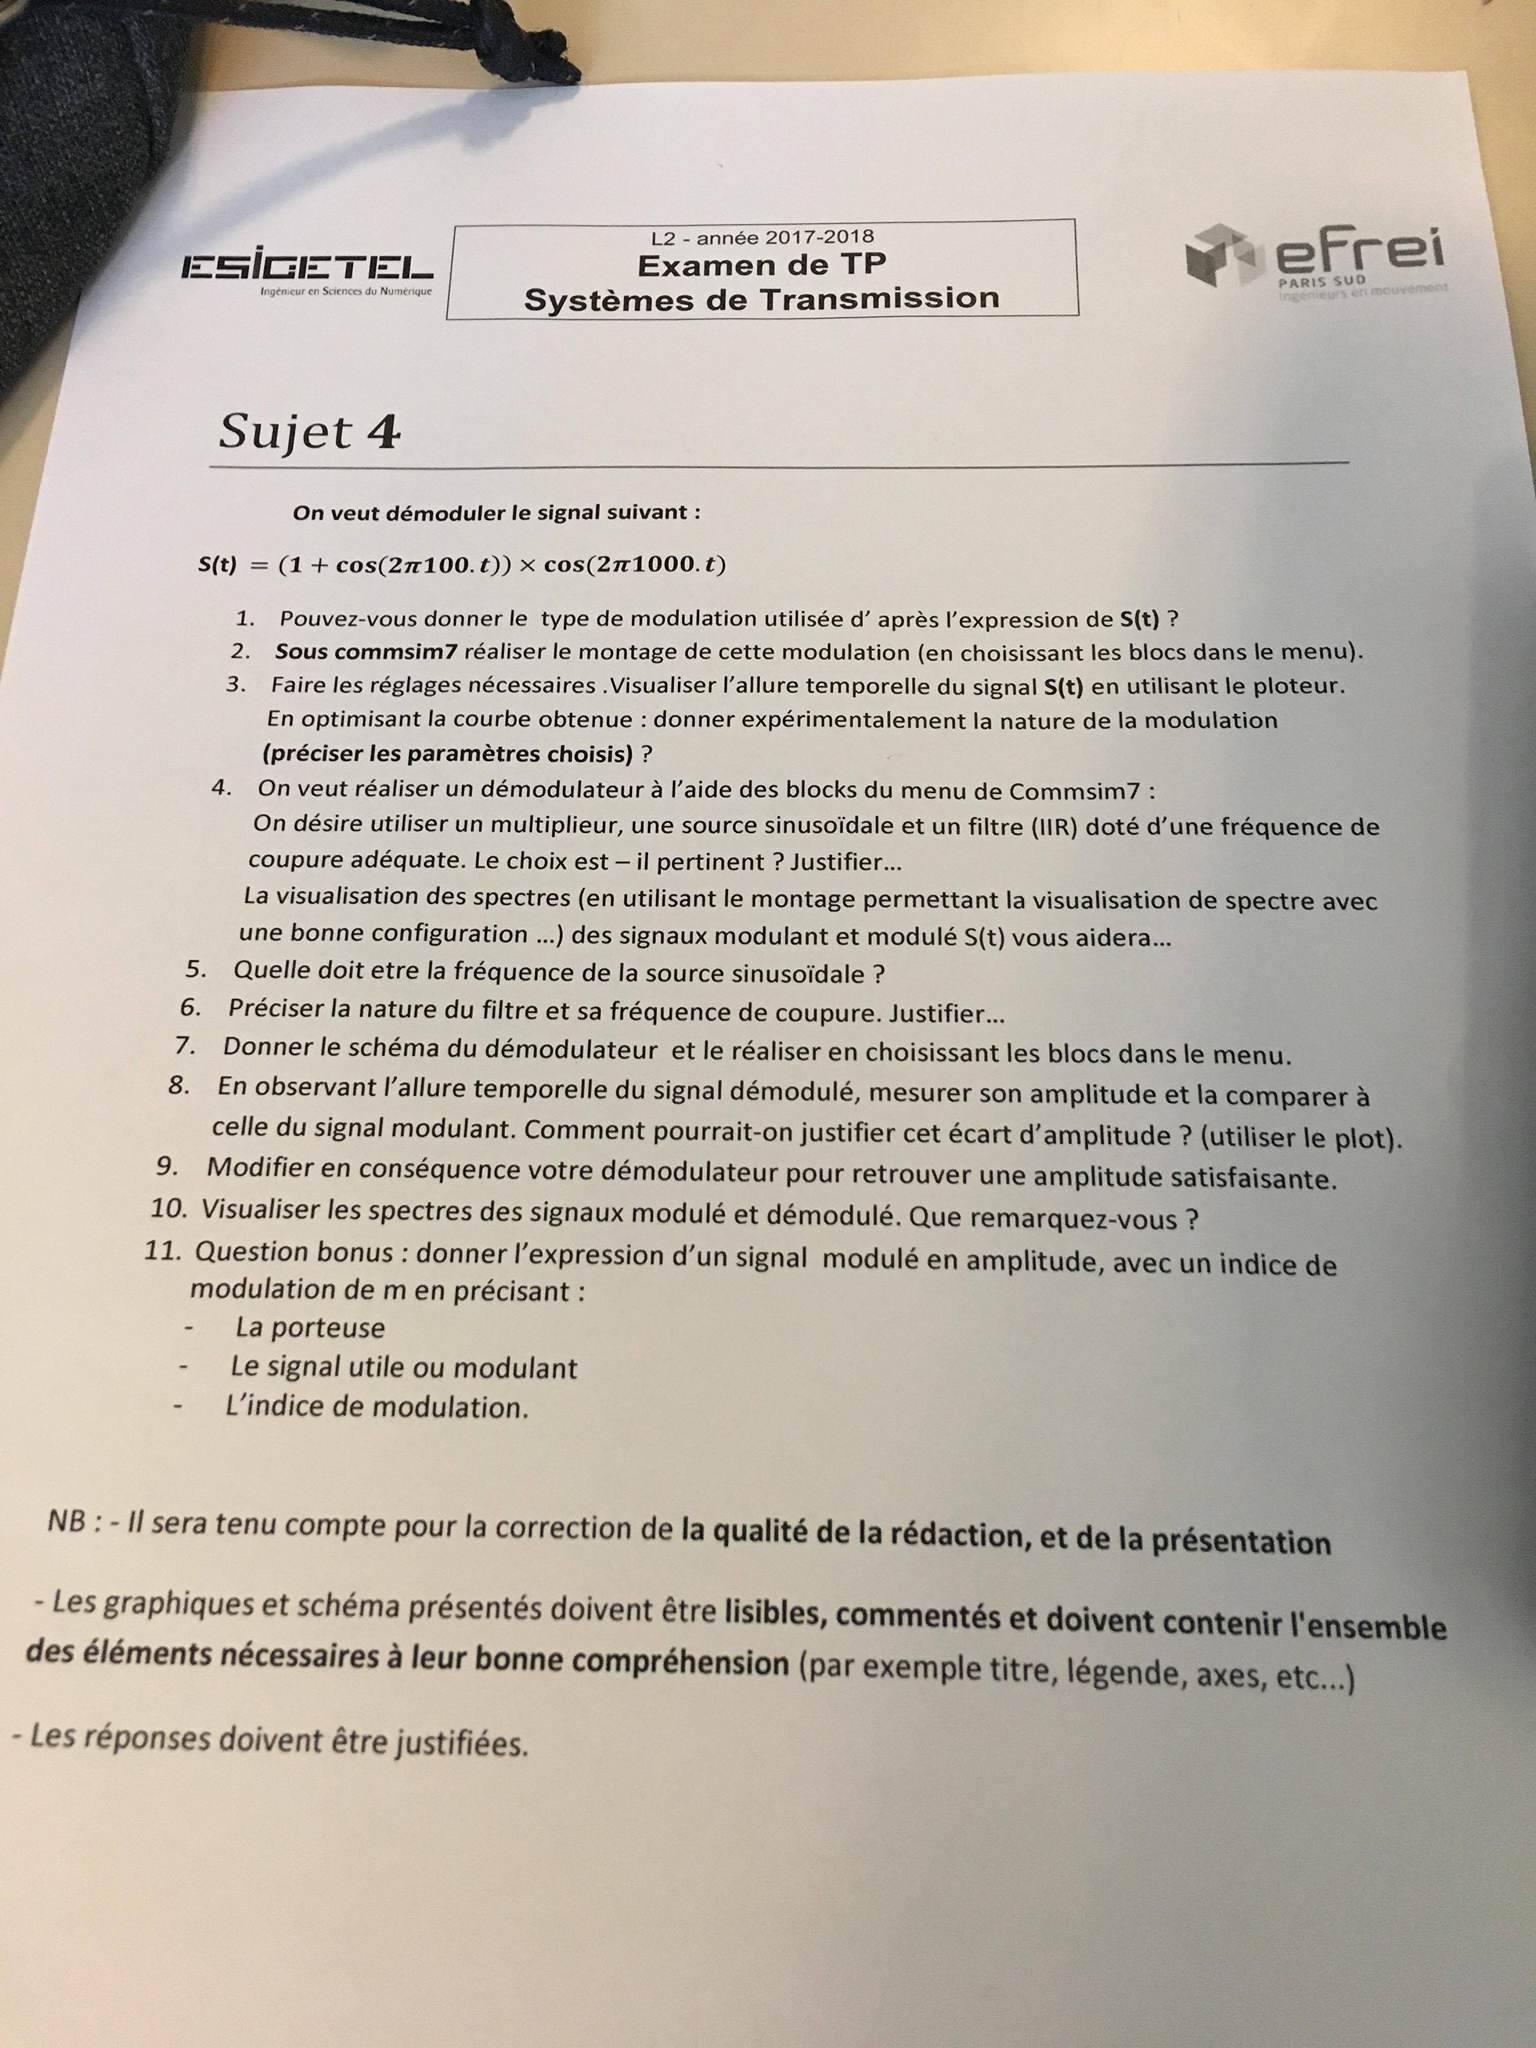 ESIGETEL
Ingénieur en Sciences du Numérique
L2 - année 2017-2018
Examen de TP
Systèmes de Transmission
efrei
PARIS SUD
Ingénieurs en mouvement
Sujet 4
On veut démoduler le signal suivant :
S(t) = (1 + cos(2π100. t)) × cos(2π1000. t)
1. Pouvez-vous donner le type de modulation utilisée d’ après l’expression de S(t) ?
2. Sous commsim7 réaliser le montage de cette modulation (en choisissant les blocs dans le menu).
3. Faire les réglages nécessaires .Visualiser l’allure temporelle du signal S(t) en utilisant le ploteur.
En optimisant la courbe obtenue : donner expérimentalement la nature de la modulation
(préciser les paramètres choisis) ?
4. On veut réaliser un démodulateur à l’aide des blocks du menu de Commsim7 :
On désire utiliser un multiplieur, une source sinusoïdale et un filtre (IIR) doté d’une fréquence de
coupure adéquate. Le choix est – il pertinent ? Justifier...
La visualisation des spectres (en utilisant le montage permettant la visualisation de spectre avec
une bonne configuration ...) des signaux modulant et modulé S(t) vous aidera...
5. Quelle doit etre la fréquence de la source sinusoïdale ?
6. Préciser la nature du filtre et sa fréquence de coupure. Justifier...
7. Donner le schéma du démodulateur et le réaliser en choisissant les blocs dans le menu.
8. En observant l’allure temporelle du signal démodulé, mesurer son amplitude et la comparer à
celle du signal modulant. Comment pourrait-on justifier cet écart d’amplitude ? (utiliser le plot).
9. Modifier en conséquence votre démodulateur pour retrouver une amplitude satisfaisante.
10. Visualiser les spectres des signaux modulé et démodulé. Que remarquez-vous ?
11. Question bonus : donner l’expression d’un signal modulé en amplitude, avec un indice de
modulation de m en précisant :
- La porteuse
- Le signal utile ou modulant
- L’indice de modulation.
NB : - Il sera tenu compte pour la correction de la qualité de la rédaction, et de la présentation
- Les graphiques et schéma présentés doivent être lisibles, commentés et doivent contenir l'ensemble
des éléments nécessaires à leur bonne compréhension (par exemple titre, légende, axes, etc...)
- Les réponses doivent être justifiées.